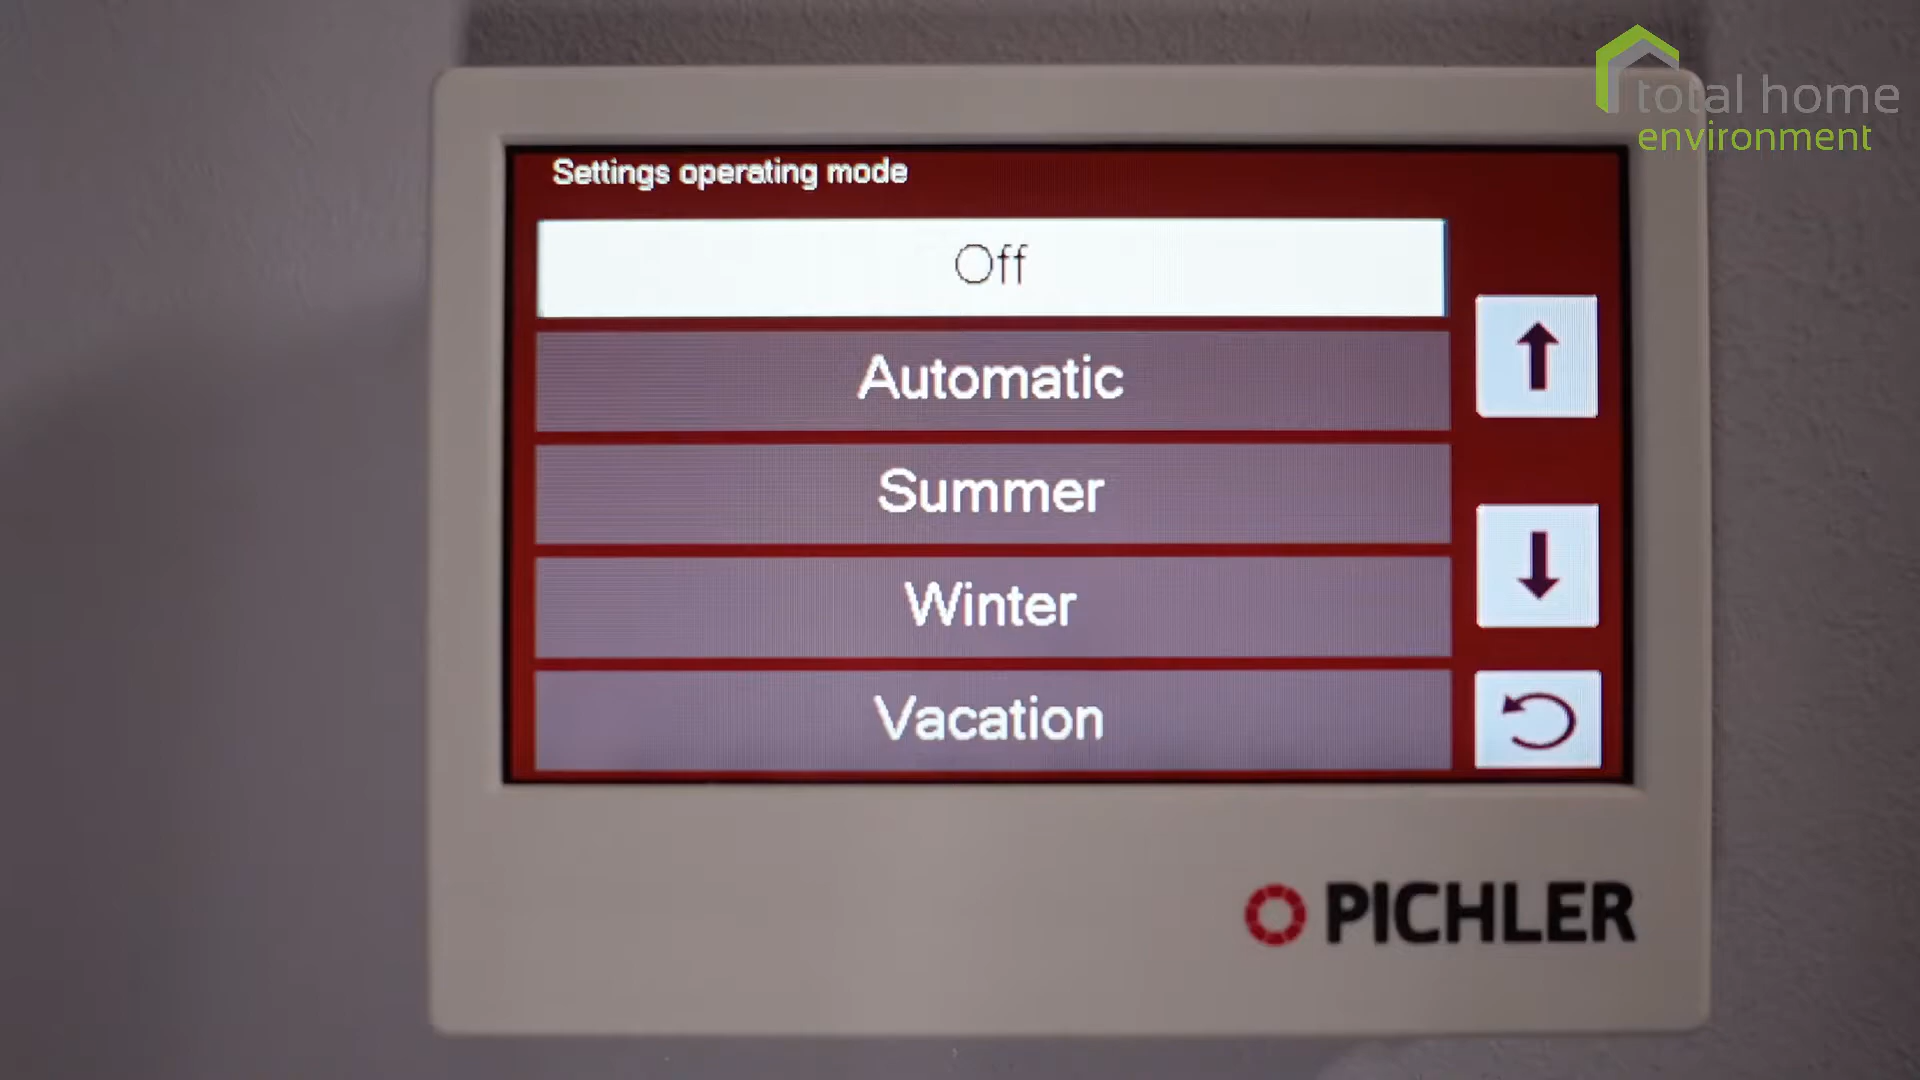 total home
environment
Settings operating mode
Off
Automatic
Summer
Winter
Vacation
PICHLER